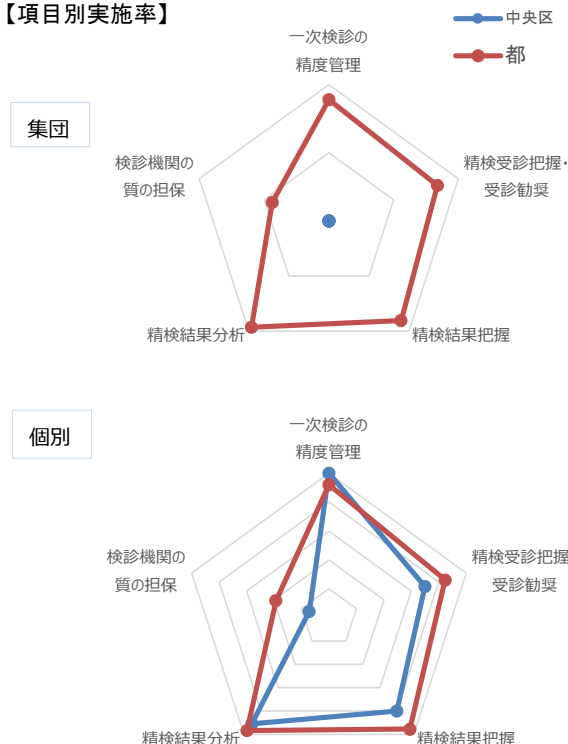 【項目別実施率】
中央区
都
集団
一次検診の
精度管理
精検受診把握・
受診勧奨
精検結果把握
精検結果分析
検診機関の
質の担保
個別
一次検診の
精度管理
精検受診把握
受診勧奨
精検結果把握
精検結果分析
検診機関の
質の担保